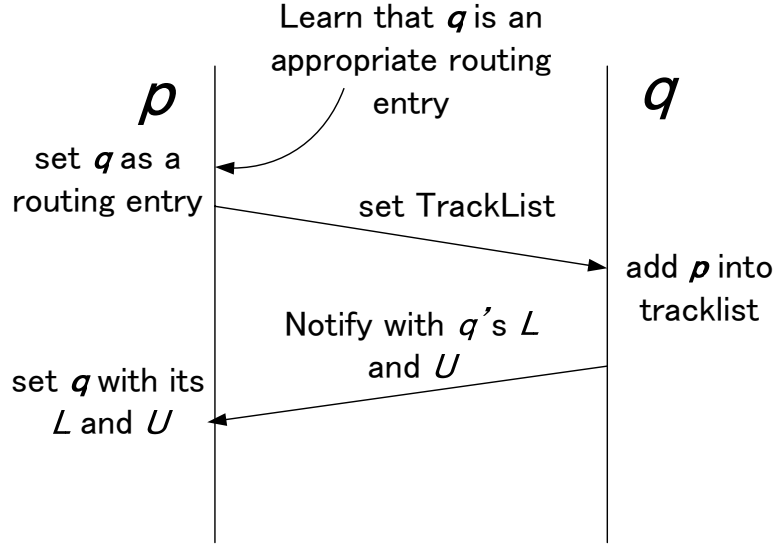 Learn that q is an
appropriate routing
entry
p
q
set q as a
routing entry
set TrackList
add p into
tracklist
Notify with q's L
and U
set q with its
L and U